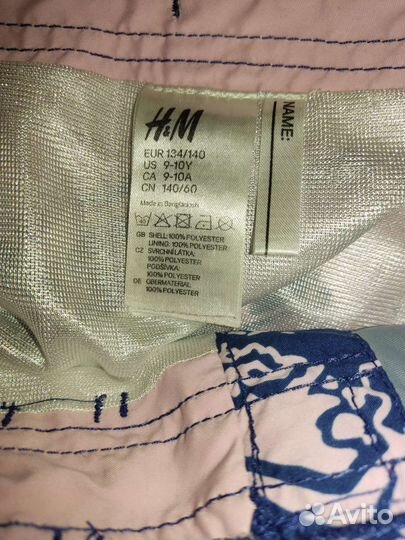 H&M
EUR 134/140
US 9-10Y
CA 9-10A
CN 140/60
Made in Bangladesh
GB SHELL: 100% POLYESTER
LINING: 100% POLYESTER
CZ SVRCHNÍ LÁTKA:
100% POLYESTER
PODŠÍVKA:
100% POLYESTER
DE OBERMATERIAL:
100% POLYESTER
NAME:
Avito